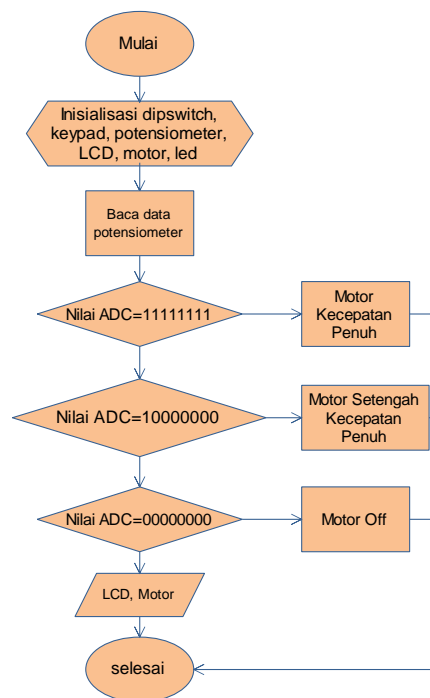 Mulai
Inisialisasi dipswitch,
keypad, potensiometer,
LCD, motor, led
Baca data
potensiometer
Nilai ADC=11111111
Motor
Kecepatan
Penuh
Nilai ADC=10000000
Motor Setengah
Kecepatan
Penuh
Nilai ADC=00000000
Motor Off
LCD, Motor
selesai